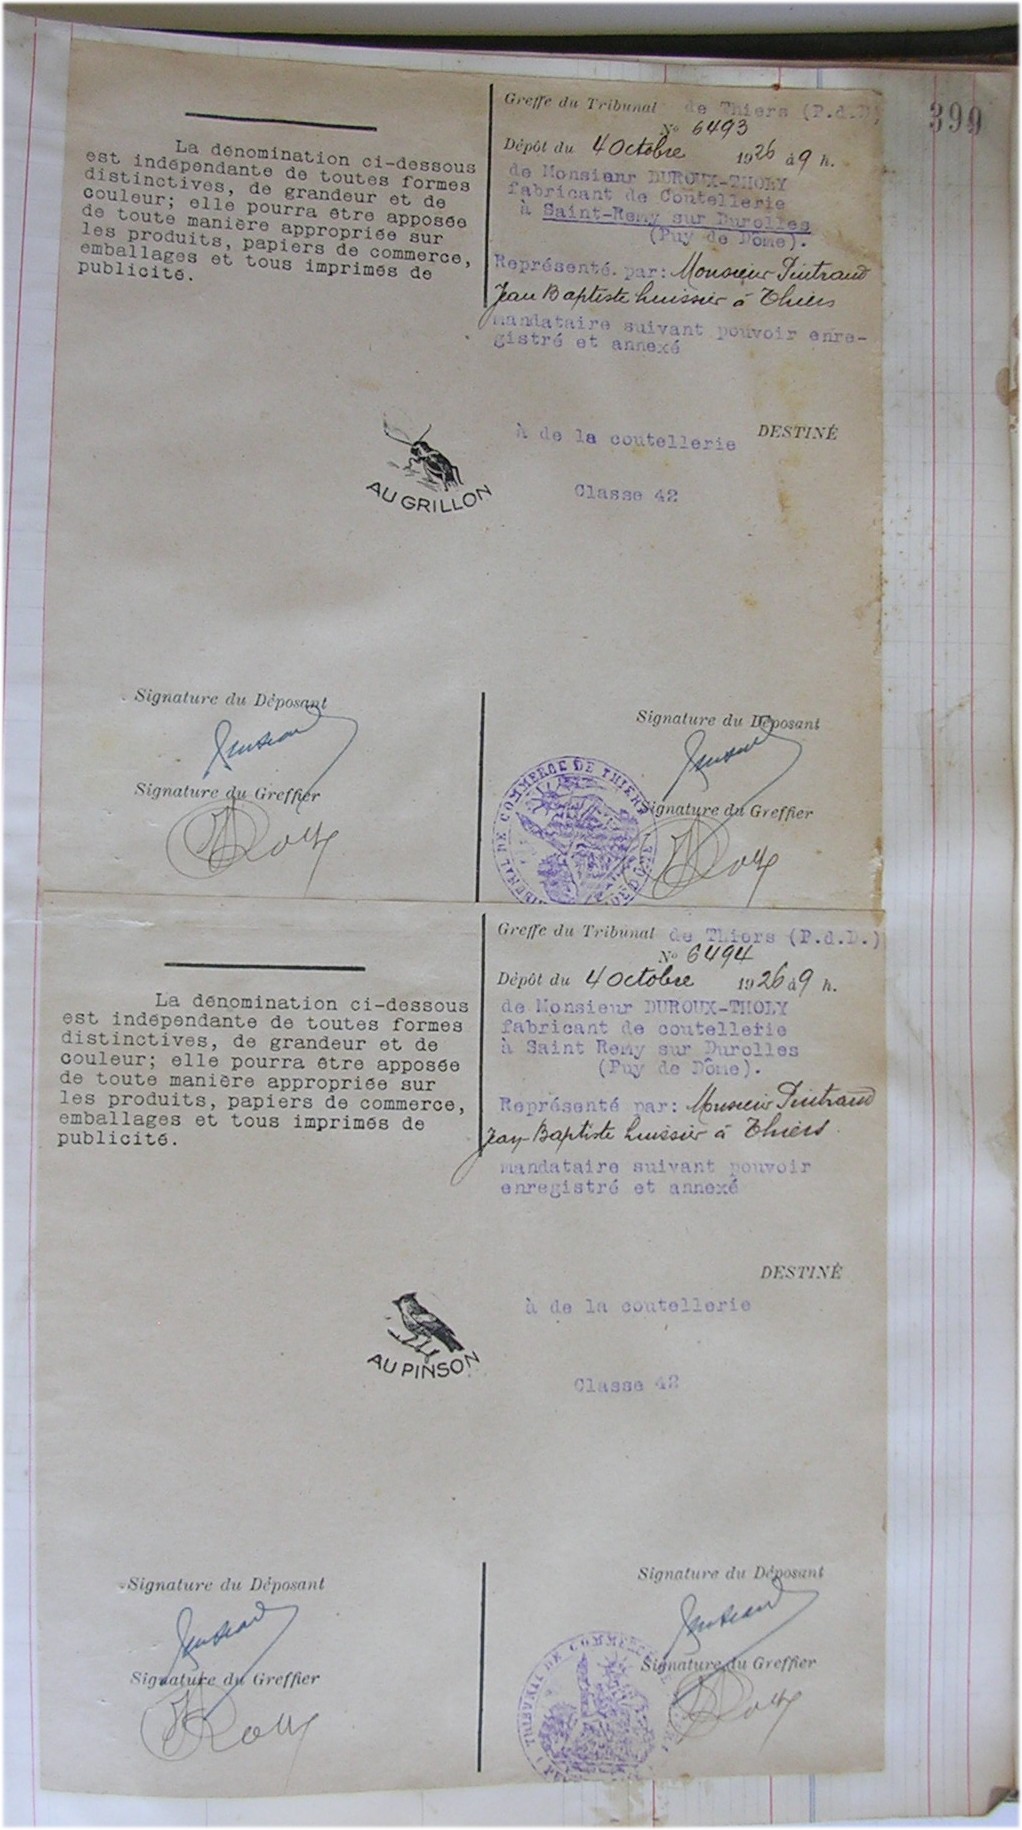 399
La dénomination ci-dessous
est indépendante de toutes formes
distinctives, de grandeur et de
couleur; elle pourra être apposée
de toute manière appropriée sur
les produits, papiers de commerce,
emballages et tous imprimés de
publicité.
Greffe du Tribunal de Thiers (P.d.D)
No 6493
Dépôt du 4 Octobre 1926 à 9 h.
de Monsieur DUROUX-THOLY
fabricant de Coutellerie
à Saint-Remy sur Durolles
(Puy de Dôme).
Représenté par: Monsieur
Jean Baptiste huissier à Thiers
mandataire suivant pouvoir enre-
gistré et annexé
DESTINÉ
à de la coutellerie
Classe 42
AU GRILLON
Signature du Déposant
Signature du Greffier
Signature du Déposant
Signature du Greffier
TRIBUNAL DE COMMERCE DE THIERS
La dénomination ci-dessous
est indépendante de toutes formes
distinctives, de grandeur et de
couleur; elle pourra être apposée
de toute manière appropriée sur
les produits, papiers de commerce,
emballages et tous imprimés de
publicité.
Greffe du Tribunal de Thiers (P.d.D.)
No 6494
Dépôt du 4 Octobre 1926 à 9 h.
de Monsieur DUROUX-THOLY
fabricant de coutellerie
à Saint Remy sur Durolles
(Puy de Dôme).
Représenté par: Monsieur
Jean Baptiste huissier à Thiers.
mandataire suivant pouvoir
enregistré et annexé
DESTINÉ
à de la coutellerie
Classe 42
AU PINSON
Signature du Déposant
Signature du Greffier
Signature du Déposant
Signature du Greffier
TRIBUNAL DE COMMERCE